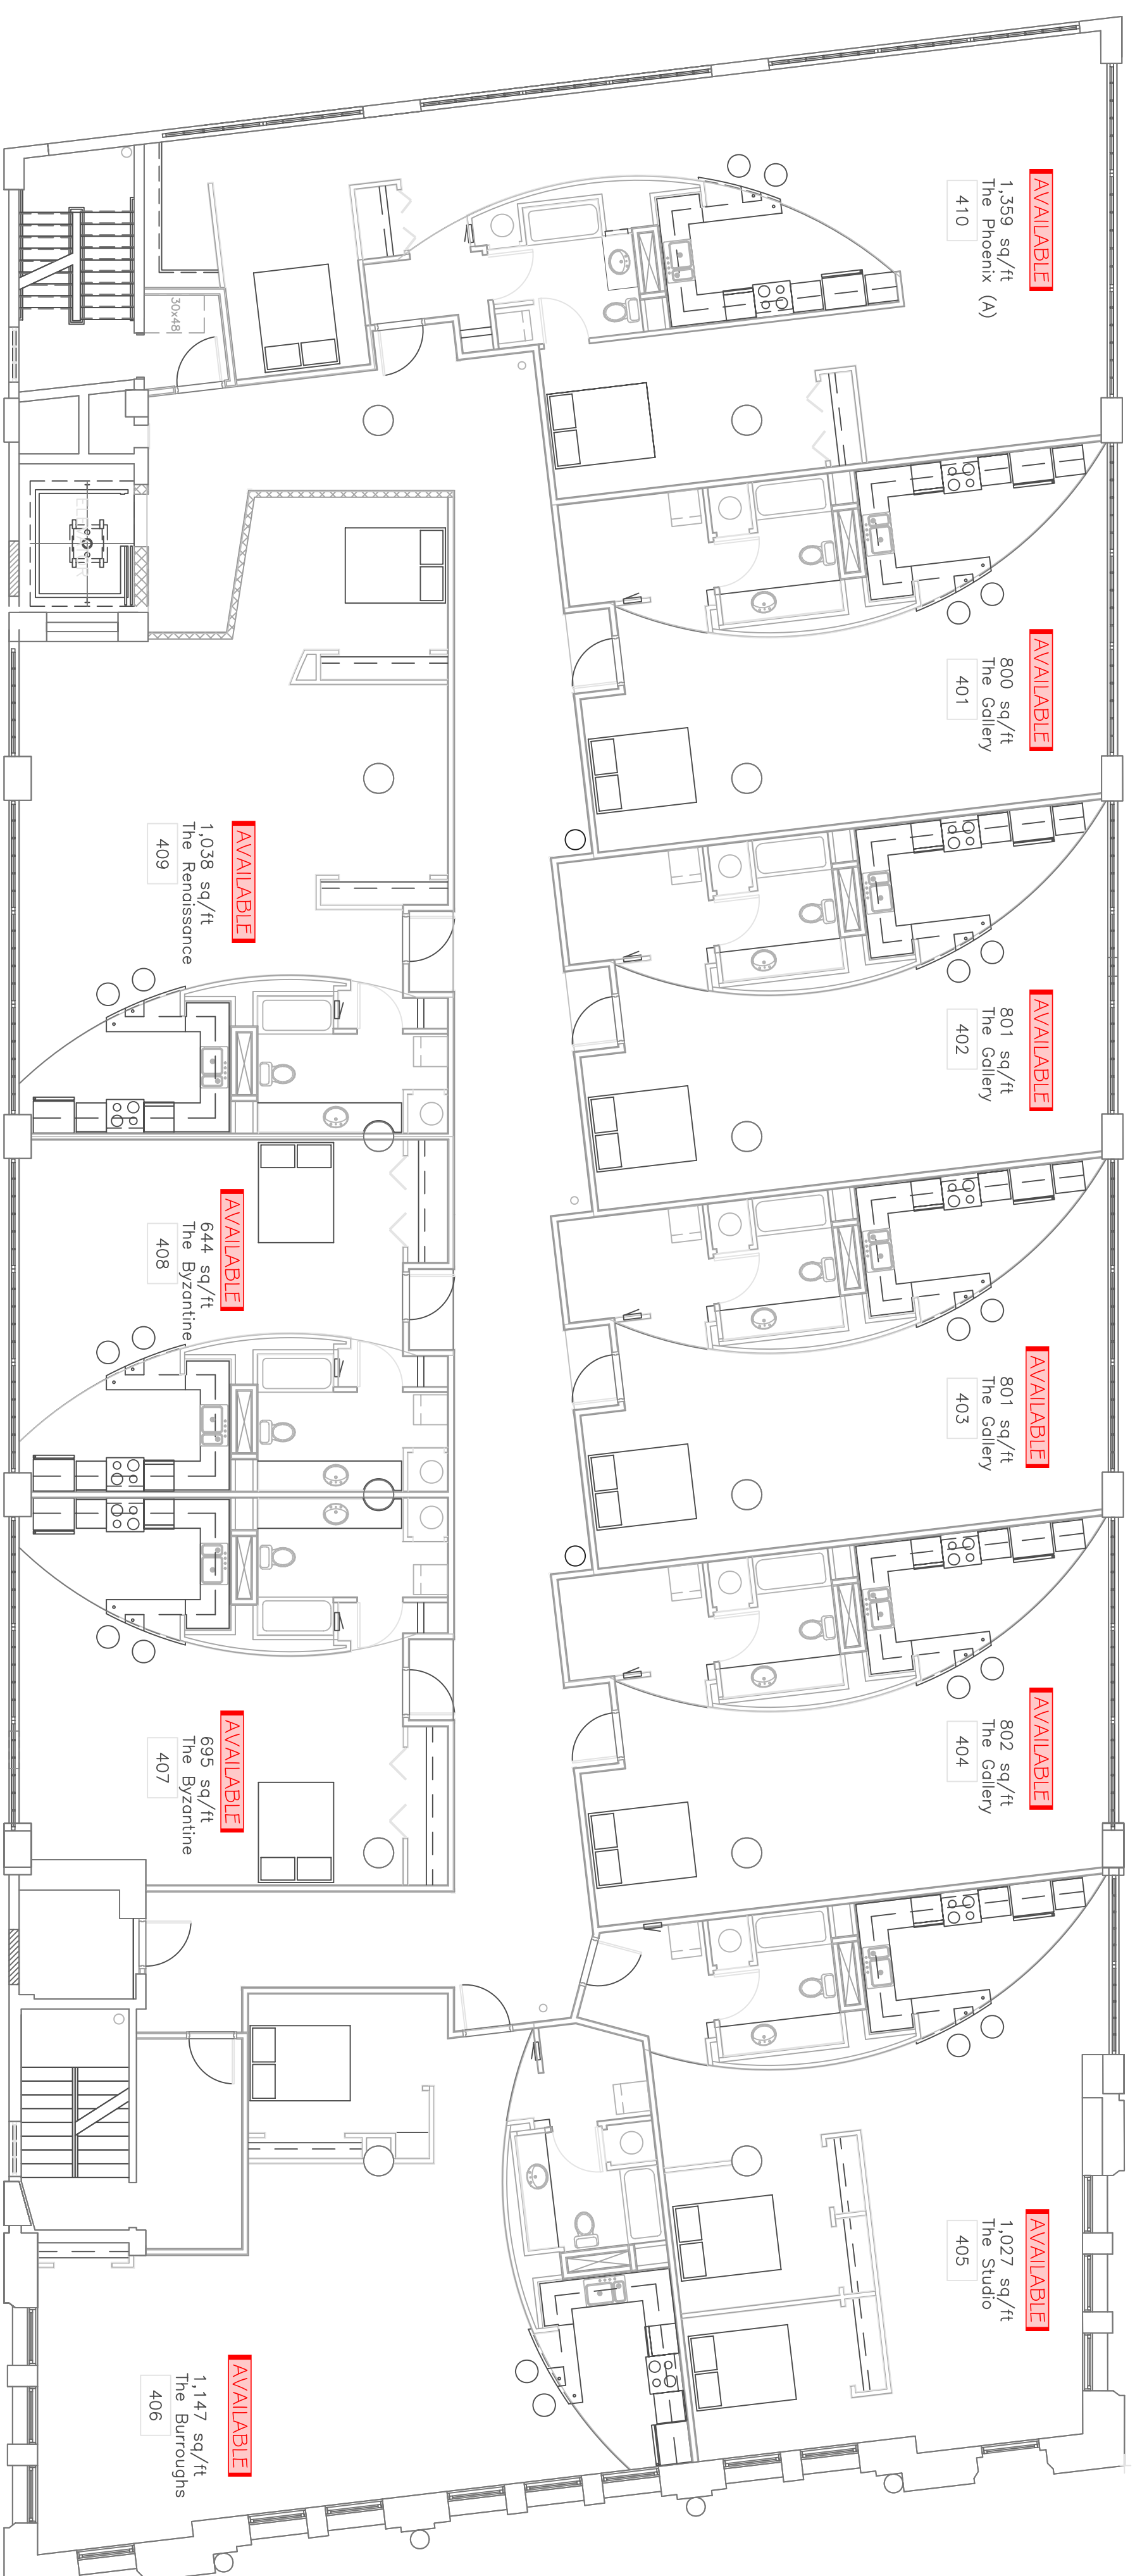 AVAILABLE
1,359 sq/ft
The Phoenix (A)
410
AVAILABLE
800 sq/ft
The Gallery
401
AVAILABLE
801 sq/ft
The Gallery
402
AVAILABLE
801 sq/ft
The Gallery
403
AVAILABLE
802 sq/ft
The Gallery
404
AVAILABLE
1,027 sq/ft
The Studio
405
30x48
AVAILABLE
1,038 sq/ft
The Renaissance
409
AVAILABLE
644 sq/ft
The Byzantine
408
AVAILABLE
695 sq/ft
The Byzantine
407
AVAILABLE
1,147 sq/ft
The Burroughs
406